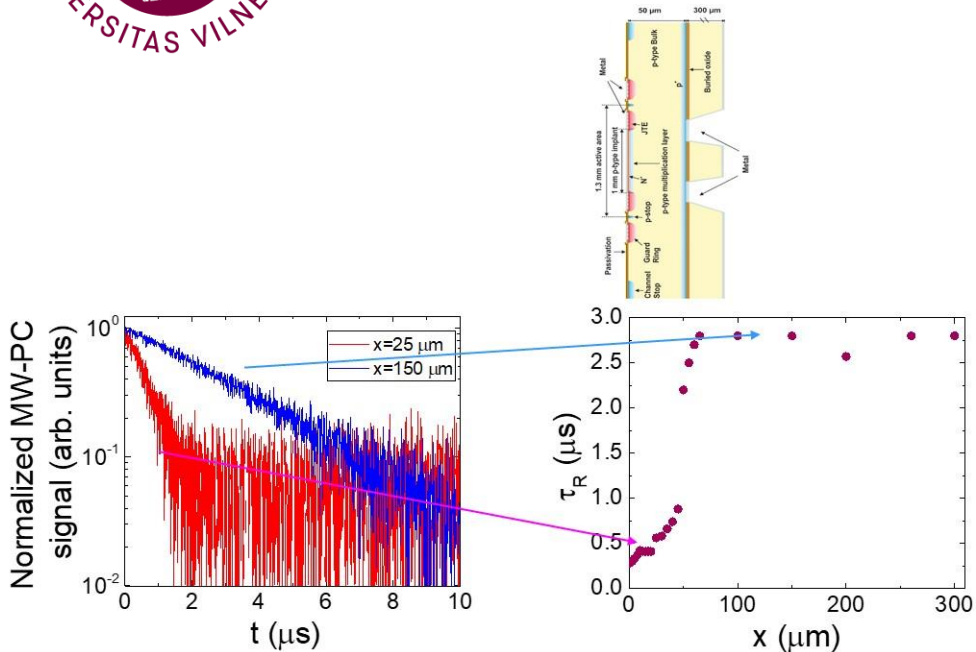 ERSITAS VILNE
50 µm
300 µm
p-type Bulk
Buried oxide
Metal
p⁺
JTE
1.3 mm active area
1 mm p-type implant
N⁺
p-type multiplication layer
Metal
p-stop
Passivation
Guard
Ring
Channel
Stop
Normalized MW-PC
signal (arb. units)
10⁰
10⁻¹
10⁻²
x=25 µm
x=150 µm
0 2 4 6 8 10
t (µs)
τR (µs)
3.0
2.5
2.0
1.5
1.0
0.5
0.0
0 100 200 300
x (µm)